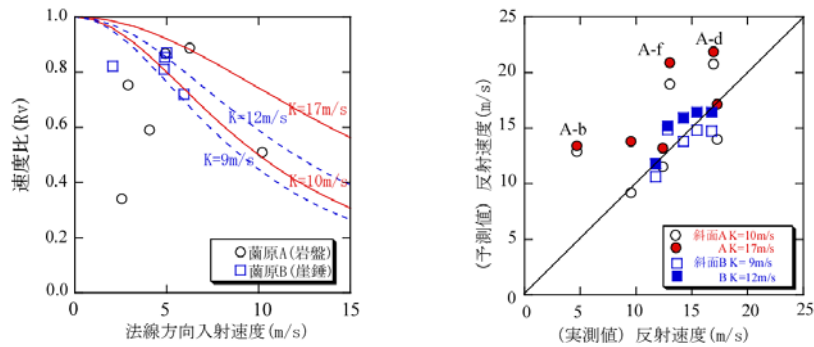 速度比(Rv)
1.0
0.8
0.6
0.4
0.2
0.0
K=17m/s
K=12m/s
K=9m/s
K=10m/s
薗原A(岩盤)
薗原B(崖錘)
0
5
10
15
法線方向入射速度(m/s)
(予測値) 反射速度(m/s)
25
20
15
10
5
0
A-d
A-f
A-b
斜面A K=10m/s
A K=17m/s
斜面B K= 9m/s
B K=12m/s
0
5
10
15
20
25
(実測値) 反射速度(m/s)